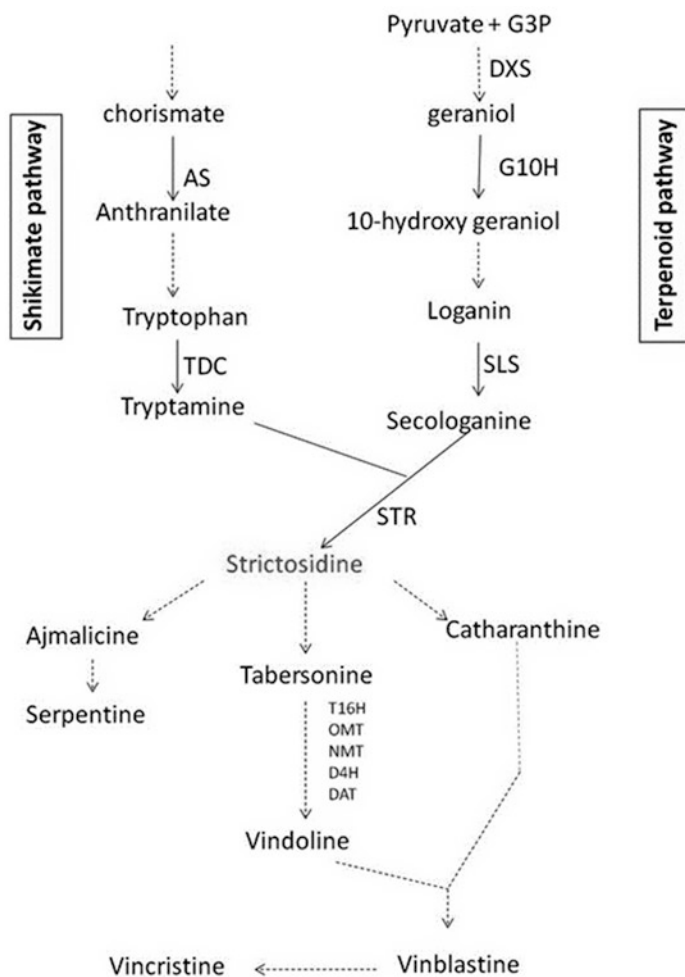 Pyruvate + G3P
DXS
chorismate
geraniol
Shikimate pathway
Terpenoid pathway
AS
G10H
Anthranilate
10-hydroxy geraniol
Tryptophan
Loganin
TDC
SLS
Tryptamine
Secologanine
STR
Strictosidine
Ajmalicine
Catharanthine
Tabersonine
Serpentine
T16H
OMT
NMT
D4H
DAT
Vindoline
Vincristine
Vinblastine